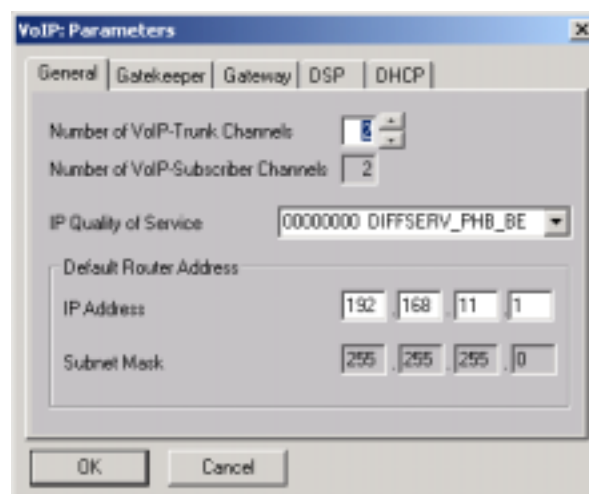 VoIP: Parameters
General Gatekeeper Gateway DSP DHCP
Number of VoIP-Trunk Channels 2
Number of VoIP-Subscriber Channels 2
IP Quality of Service 00000000 DIFFSERV_PHB_BE
Default Router Address
IP Address 192 .168 .11 .1
Subnet Mask 255 .255 .255 .0
OK Cancel